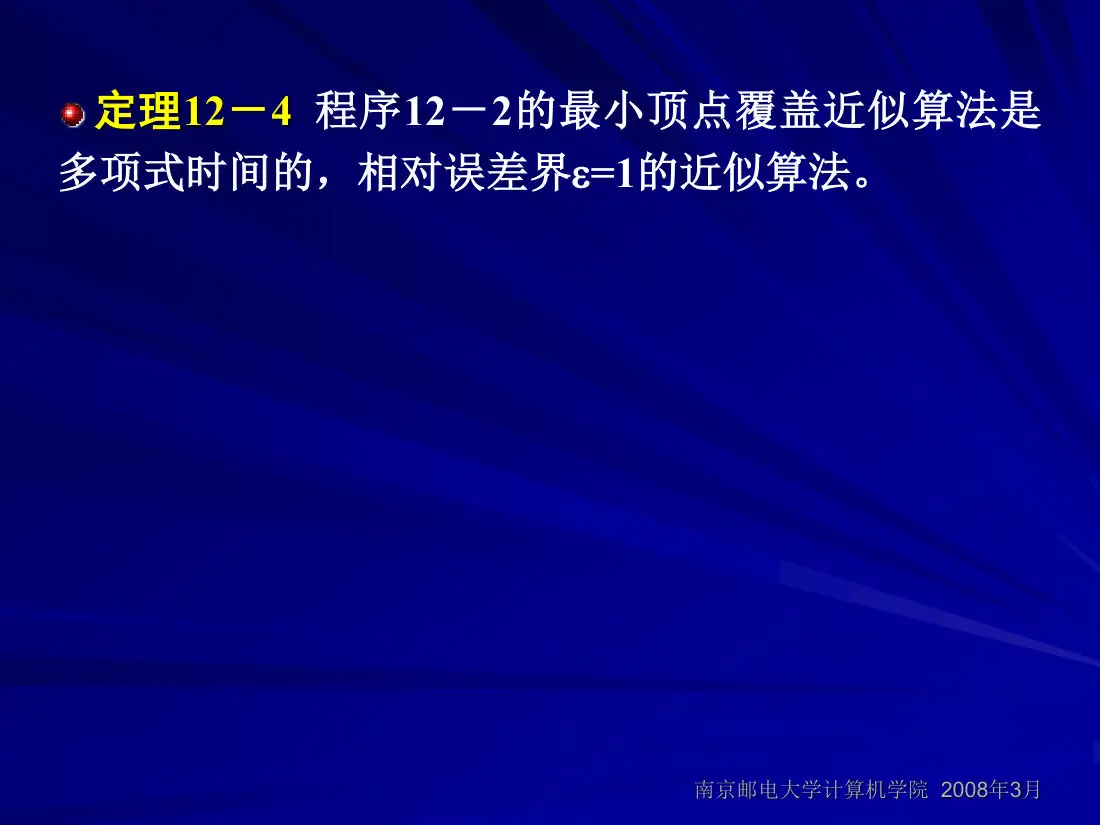 定理12－4 程序12－2的最小顶点覆盖近似算法是
多项式时间的，相对误差界ε=1的近似算法。
南京邮电大学计算机学院 2008年3月